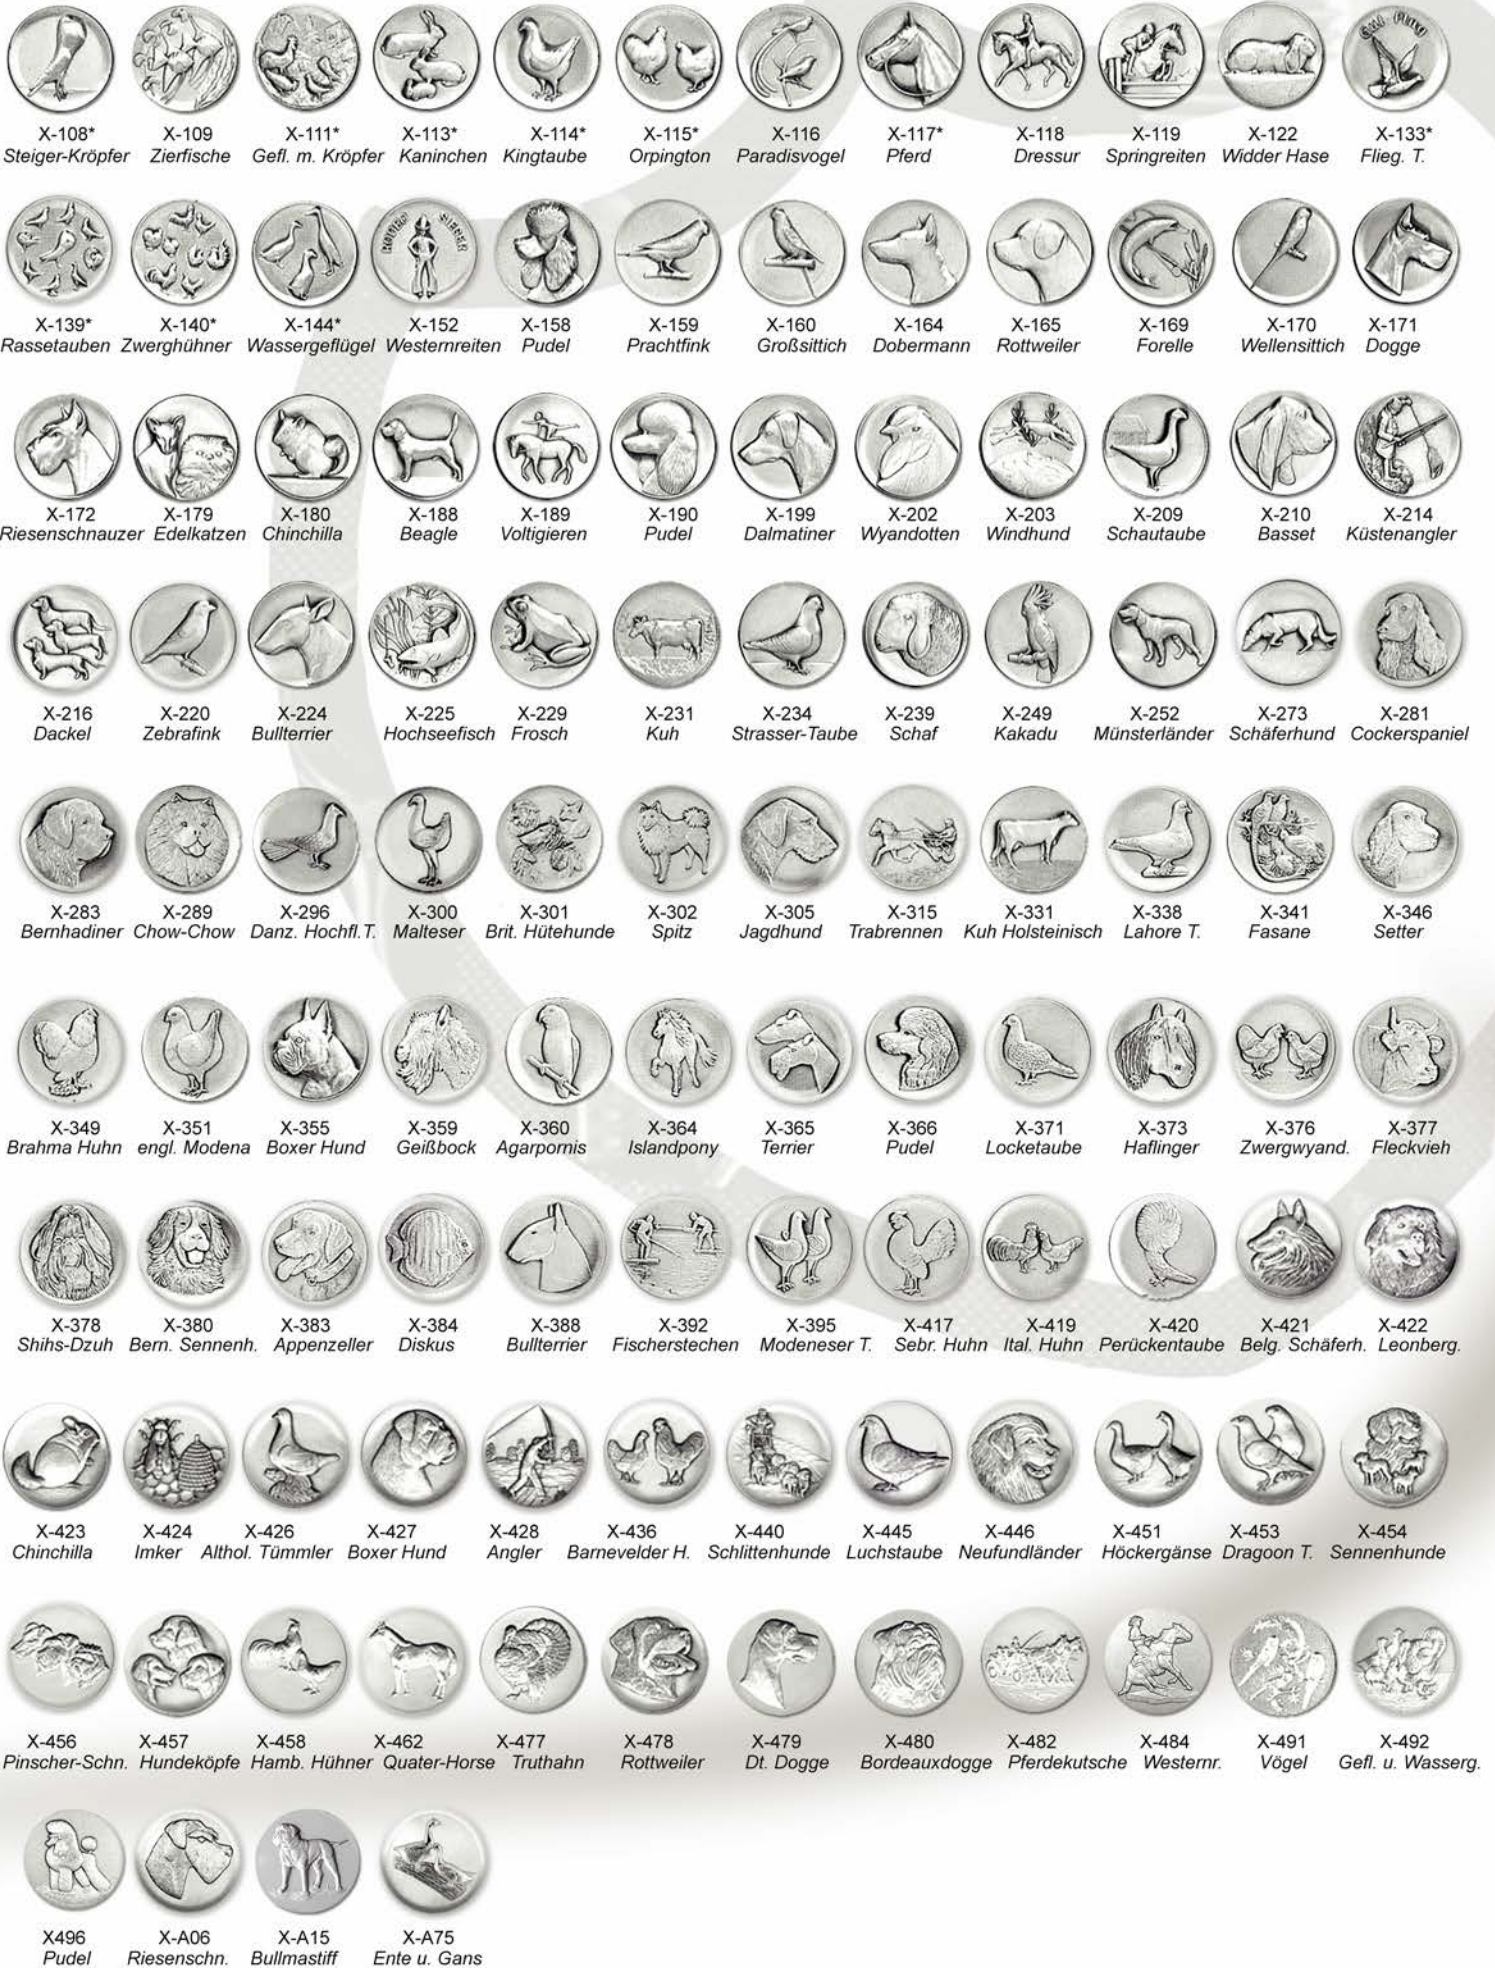 Gut Flug
X-108* X-109 X-111* X-113* X-114* X-115* X-116 X-117* X-118 X-119 X-122 X-133*
Steiger-Kröpfer Zierfische Gefl. m. Kröpfer Kaninchen Kingtaube Orpington Paradisvogel Pferd Dressur Springreiten Widder Hase Flieg. T.
SIEGER
X-139* X-140* X-144* X-152 X-158 X-159 X-160 X-164 X-165 X-169 X-170 X-171
Rassetauben Zwerghühner Wassergeflügel Westernreiten Pudel Prachtfink Großsittich Dobermann Rottweiler Forelle Wellensittich Dogge
X-172 X-179 X-180 X-188 X-189 X-190 X-199 X-202 X-203 X-209 X-210 X-214
Riesenschnauzer Edelkatzen Chinchilla Beagle Voltigieren Pudel Dalmatiner Wyandotten Windhund Schautaube Basset Küstenangler
X-216 X-220 X-224 X-225 X-229 X-231 X-234 X-239 X-249 X-252 X-273 X-281
Dackel Zebrafink Bullterrier Hochseefisch Frosch Kuh Strasser-Taube Schaf Kakadu Münsterländer Schäferhund Cockerspaniel
X-283 X-289 X-296 X-300 X-301 X-302 X-305 X-315 X-331 X-338 X-341 X-346
Bernhadiner Chow-Chow Danz. Hochfl.T. Malteser Brit. Hütehunde Spitz Jagdhund Trabrennen Kuh Holsteinisch Lahore T. Fasane Setter
X-349 X-351 X-355 X-359 X-360 X-364 X-365 X-366 X-371 X-373 X-376 X-377
Brahma Huhn engl. Modena Boxer Hund Geißbock Agarpornis Islandpony Terrier Pudel Locketaube Haflinger Zwergwyand. Fleckvieh
X-378 X-380 X-383 X-384 X-388 X-392 X-395 X-417 X-419 X-420 X-421 X-422
Shihs-Dzuh Bern. Sennenh. Appenzeller Diskus Bullterrier Fischerstechen Modeneser T. Sebr. Huhn Ital. Huhn Perückentaube Belg. Schäferh. Leonberg.
X-423 X-424 X-426 X-427 X-428 X-436 X-440 X-445 X-446 X-451 X-453 X-454
Chinchilla Imker Althol. Tümmler Boxer Hund Angler Barnevelder H. Schlittenhunde Luchstaube Neufundländer Höckergänse Dragoon T. Sennenhunde
X-456 X-457 X-458 X-462 X-477 X-478 X-479 X-480 X-482 X-484 X-491 X-492
Pinscher-Schn. Hundeköpfe Hamb. Hühner Quater-Horse Truthahn Rottweiler Dt. Dogge Bordeauxdogge Pferdekutsche Westernr. Vögel Gefl. u. Wasserg.
X496 X-A06 X-A15 X-A75
Pudel Riesenschn. Bullmastiff Ente u. Gans